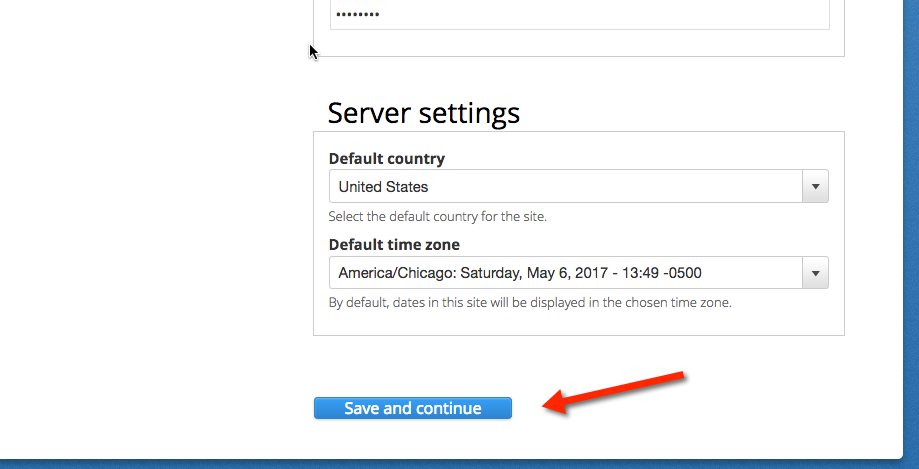 ••••••••
Server settings
Default country
United States
Select the default country for the site.
Default time zone
America/Chicago: Saturday, May 6, 2017 - 13:49 -0500
By default, dates in this site will be displayed in the chosen time zone.
Save and continue